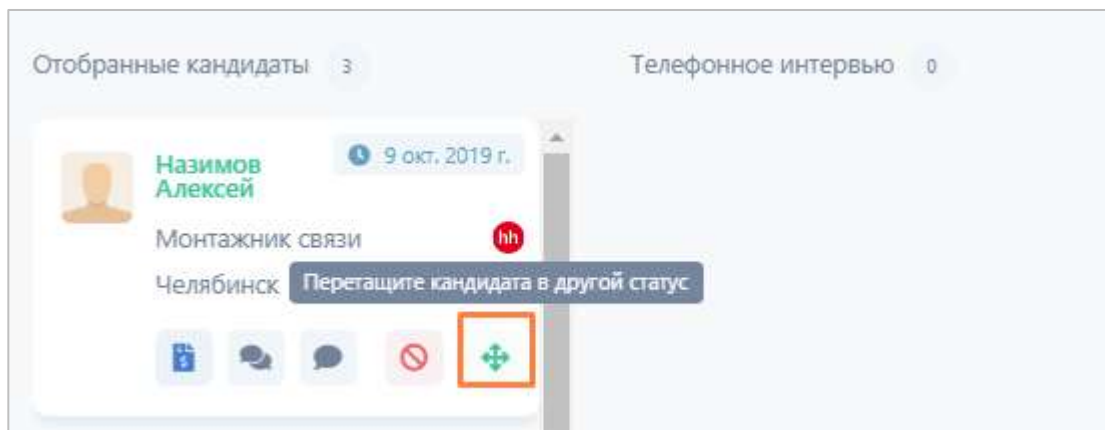 Отобранные кандидаты 3
Телефонное интервью 0
9 окт. 2019 г.
Назимов
Алексей
Монтажник связи
hh
Челябинск
Перетащите кандидата в другой статус